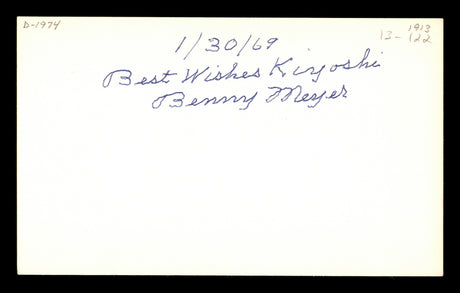 D-1974
1913
13-122
1/30/69
Best Wishes Kiyoshi
Benny Meyer